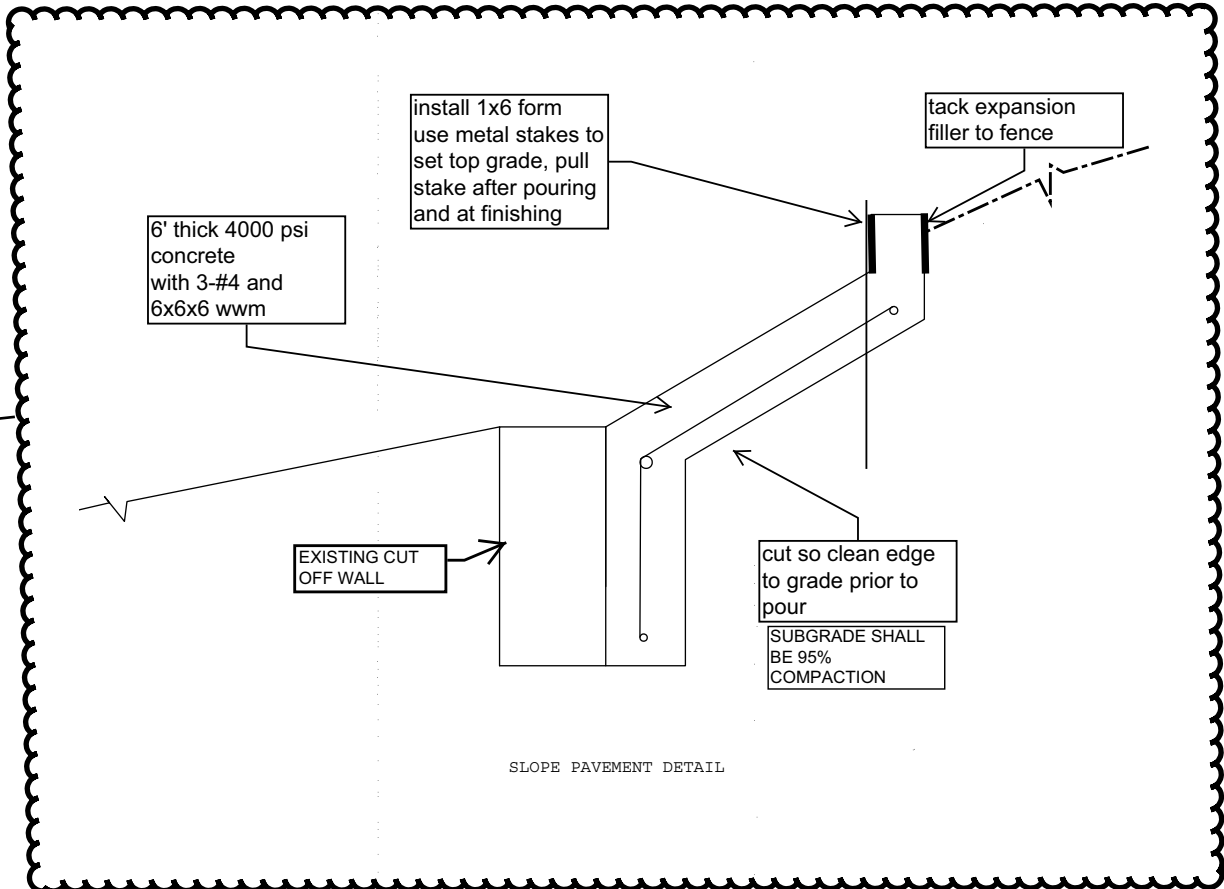 install 1x6 form
use metal stakes to
set top grade, pull
stake after pouring
and at finishing
tack expansion
filler to fence
6' thick 4000 psi
concrete
with 3-#4 and
6x6x6 wwm
EXISTING CUT
OFF WALL
cut so clean edge
to grade prior to
pour
SUBGRADE SHALL
BE 95%
COMPACTION
SLOPE PAVEMENT DETAIL